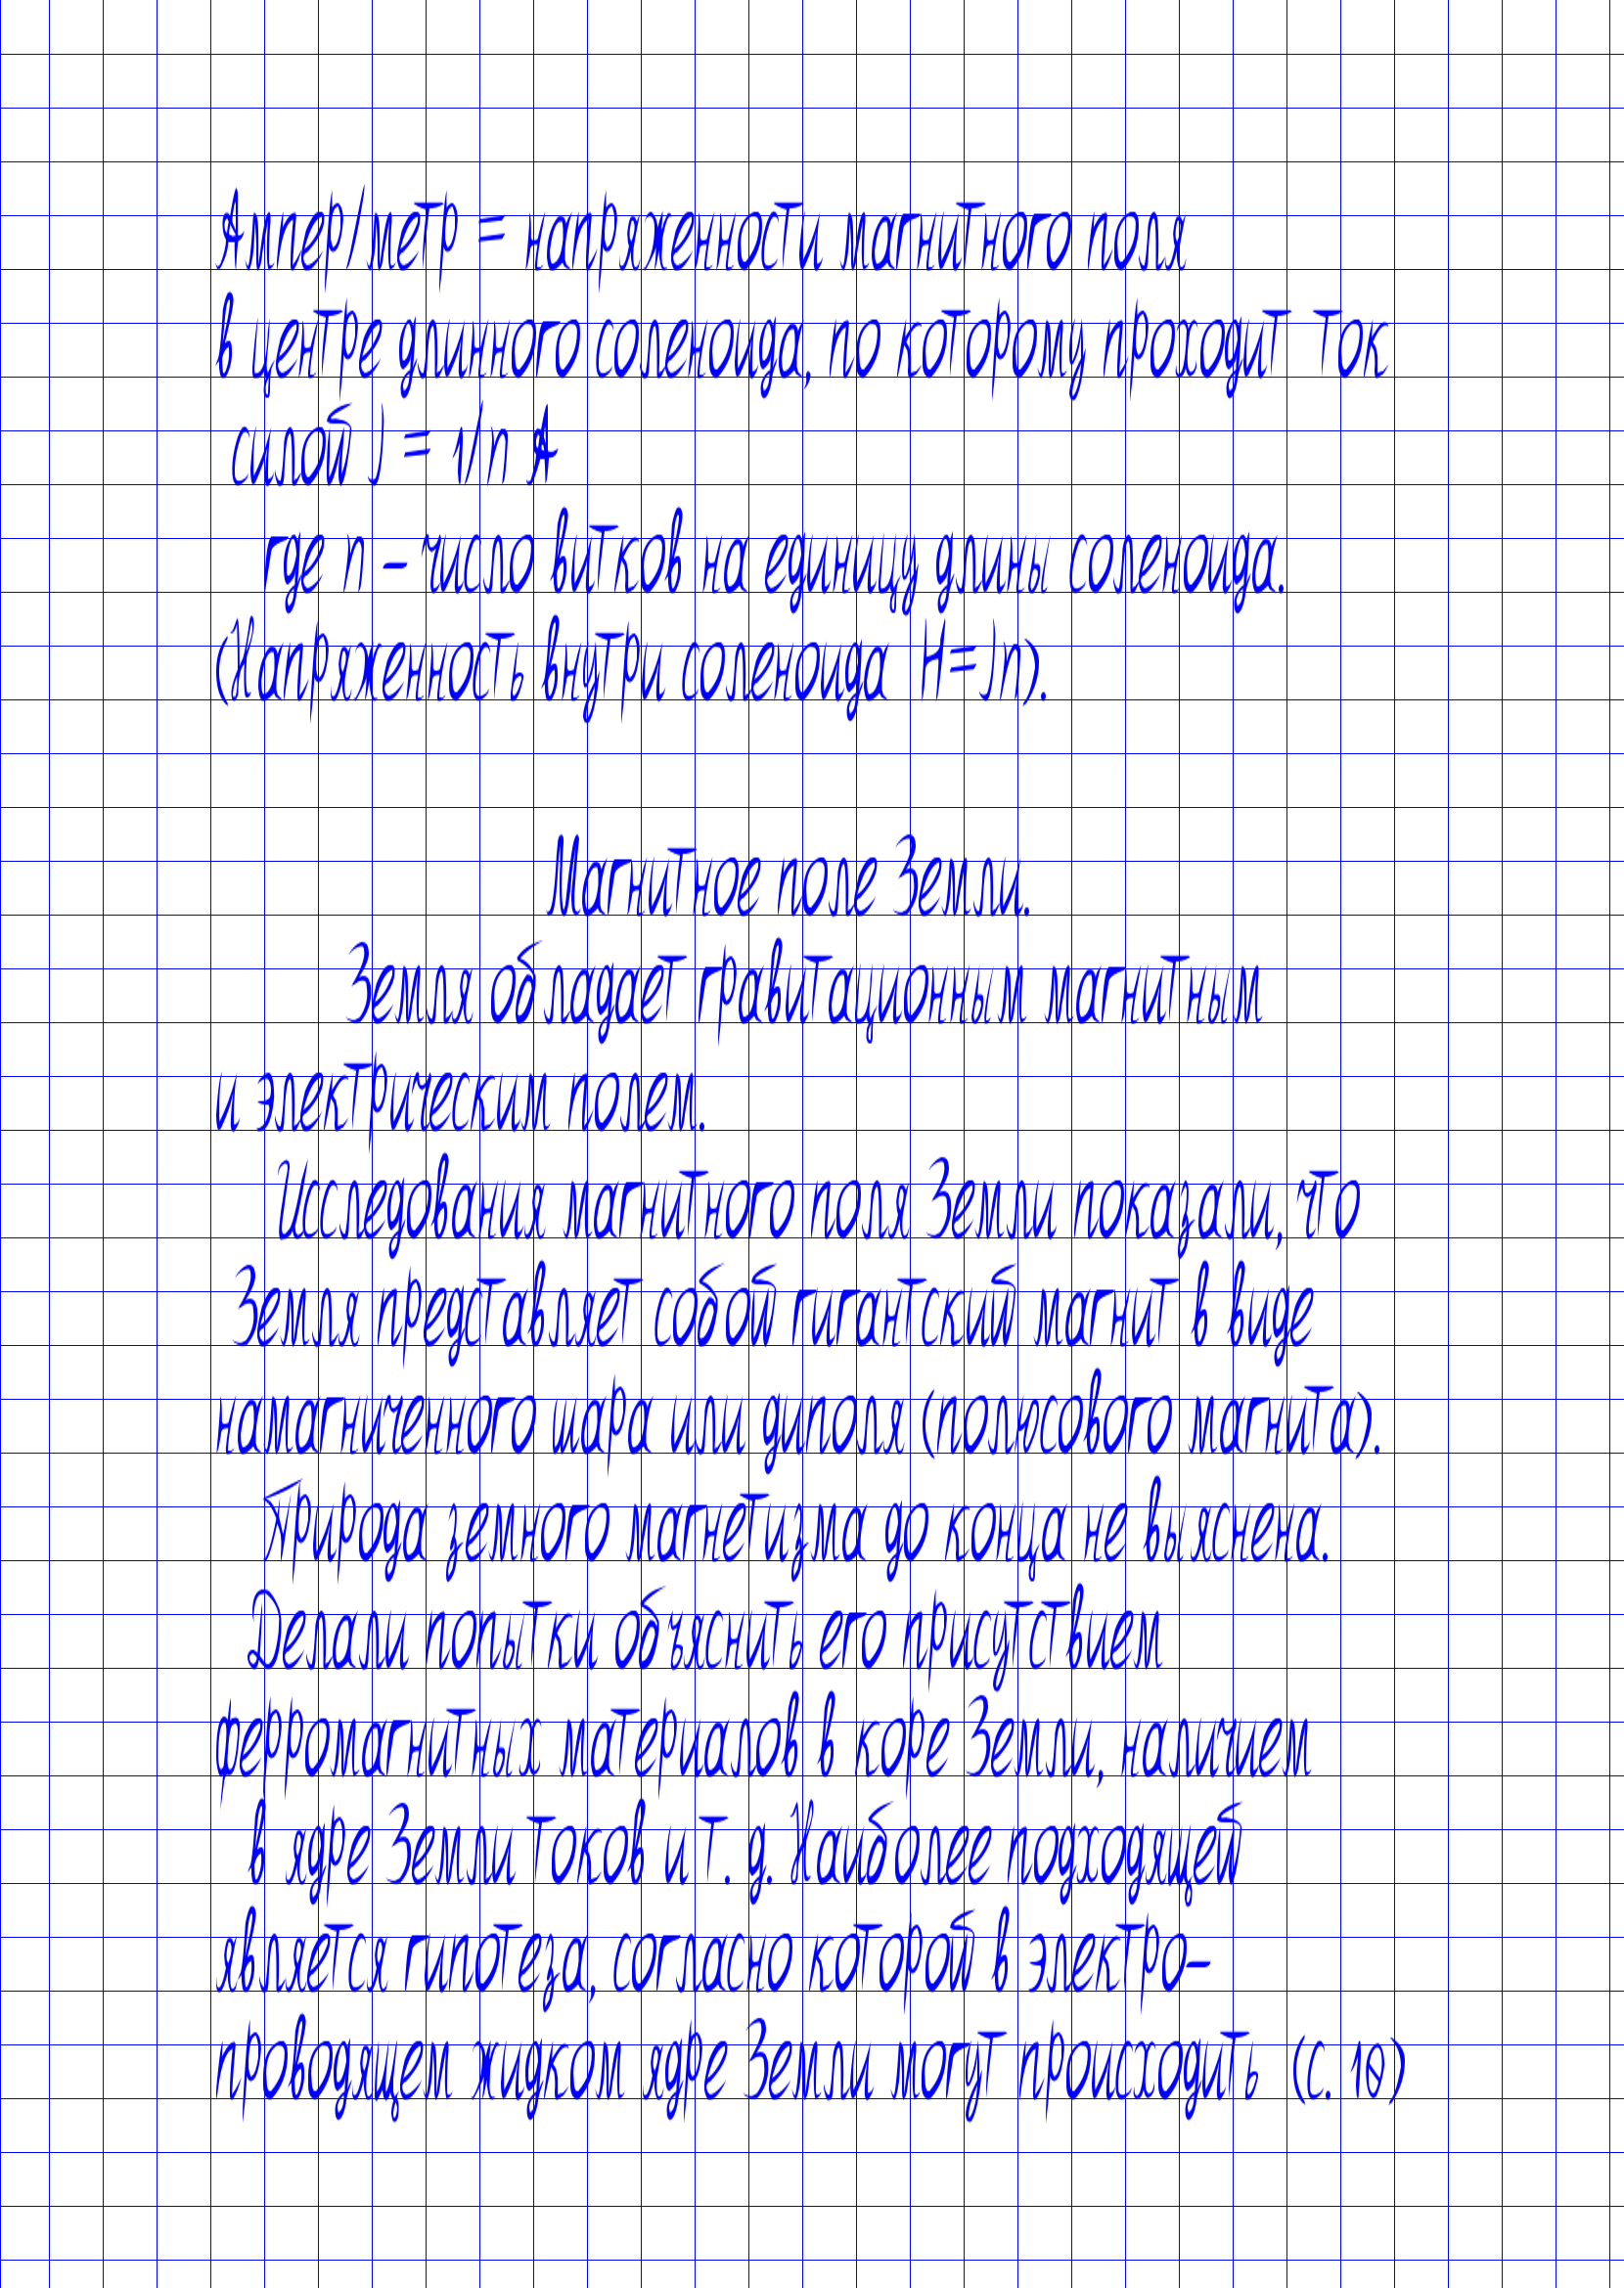 Ампер/метр = напряженности магнитного поля
в центре длинного соленоида, по которому проходит ток
силой J = 1/n А
где n - число витков на единицу длины соленоида.
(Напряженность внутри соленоида H=Jn).
Магнитное поле Земли.
Земля обладает гравитационным магнитным
и электрическим полем.
Исследования магнитного поля Земли показали, что
Земля представляет собой гигантский магнит в виде
намагниченного шара или диполя (полюсового магнита).
Природа земного магнетизма до конца не выяснена.
Делали попытки объяснить его присутствием
ферромагнитных материалов в коре Земли, наличием
в ядре Земли токов и т. д. Наиболее подходящей
является гипотеза, согласно которой в электро-
проводящем жидком ядре Земли могут происходить (с. 10)